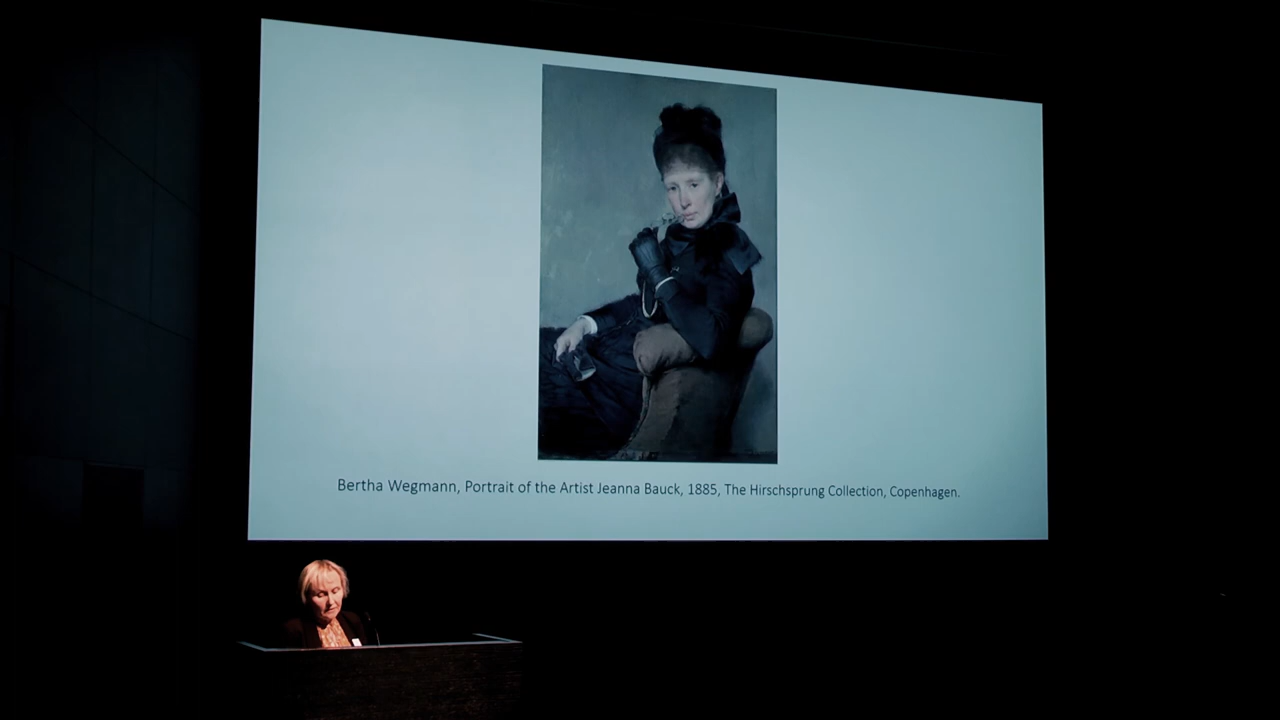 Bertha Wegmann, Portrait of the Artist Jeanna Bauck, 1885, The Hirschsprung Collection, Copenhagen.